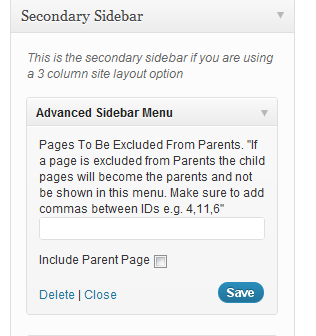 Secondary Sidebar
This is the secondary sidebar if you are using
a 3 column site layout option
Advanced Sidebar Menu
Pages To Be Excluded From Parents. "If
a page is excluded from Parents the child
pages will become the parents and not
be shown in this menu. Make sure to add
commas between IDs e.g. 4,11,6"
Include Parent Page
Delete | Close
Save